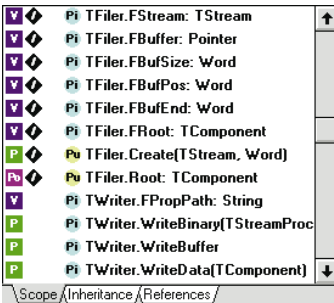 V Pi TFiler.FStream: TStream
V Pi TFiler.FBuffer: Pointer
V Pi TFiler.FBufSize: Word
V Pi TFiler.FBufPos: Word
V Pi TFiler.FBufEnd: Word
V Pi TFiler.FRoot: TComponent
P Pu TFiler.Create(TStream, Word)
Po Pu TFiler.Root: TComponent
V Pi TWriter.FPropPath: String
P Pi TWriter.WriteBinary(TStreamProc
P Pi TWriter.WriteBuffer
P Pi TWriter.WriteData(TComponent)
Scope Inheritance References